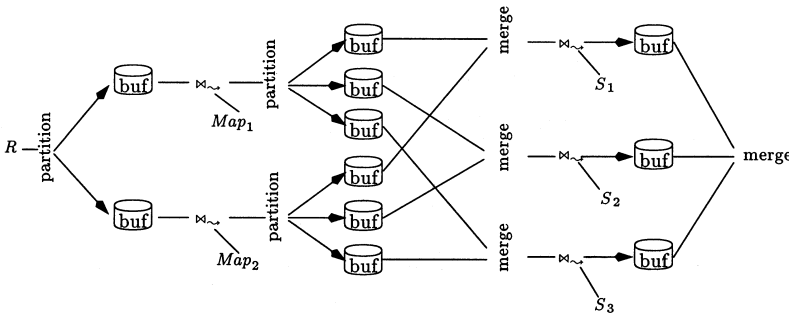 R
partition
buf
⋈⤳
Map₁
partition
buf
buf
buf
merge
⋈⤳
S₁
buf
buf
⋈⤳
Map₂
partition
buf
buf
buf
merge
⋈⤳
S₂
buf
merge
merge
⋈⤳
S₃
buf